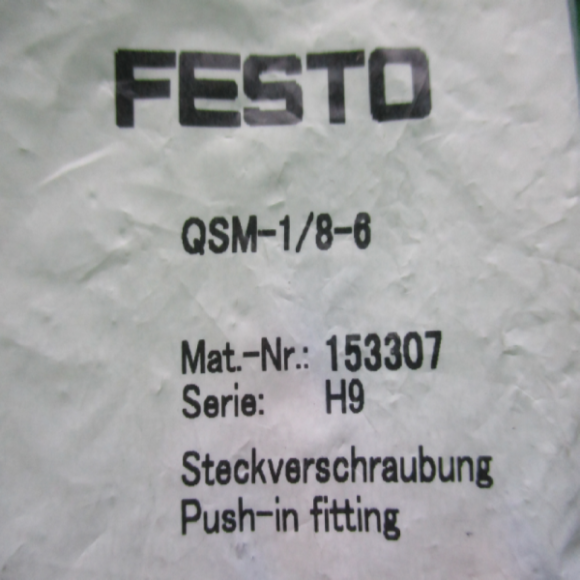 FESTO
QSM-1/8-6
Mat.-Nr.: 153307
Serie: H9
Steckverschraubung
Push-in fitting